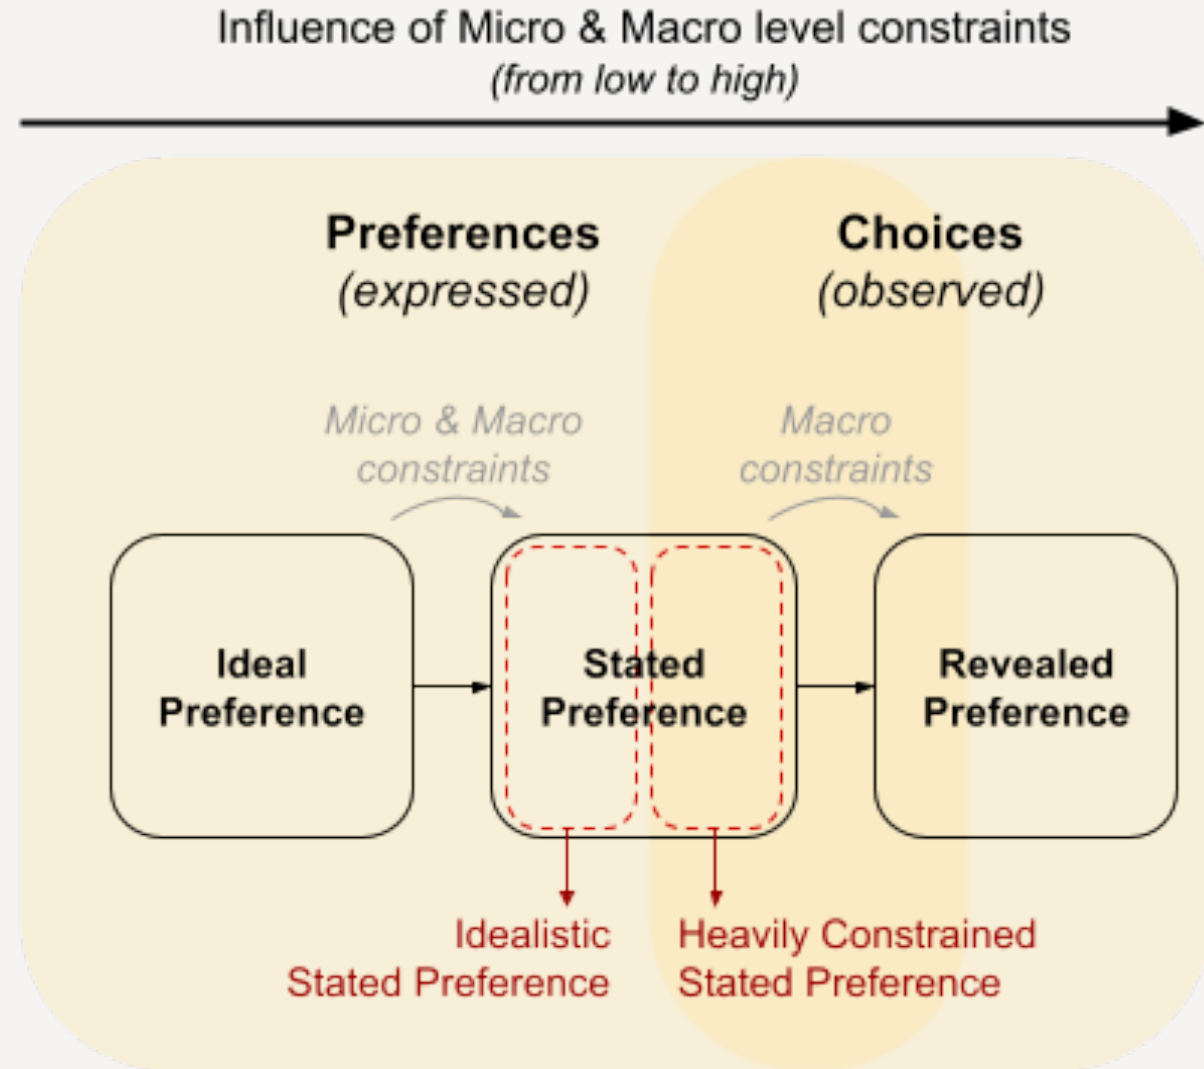 Influence of Micro & Macro level constraints
(from low to high)
Preferences
(expressed)
Choices
(observed)
Micro & Macro
constraints
Macro
constraints
Ideal
Preference
Stated
Preference
Revealed
Preference
Idealistic
Stated Preference
Heavily Constrained
Stated Preference